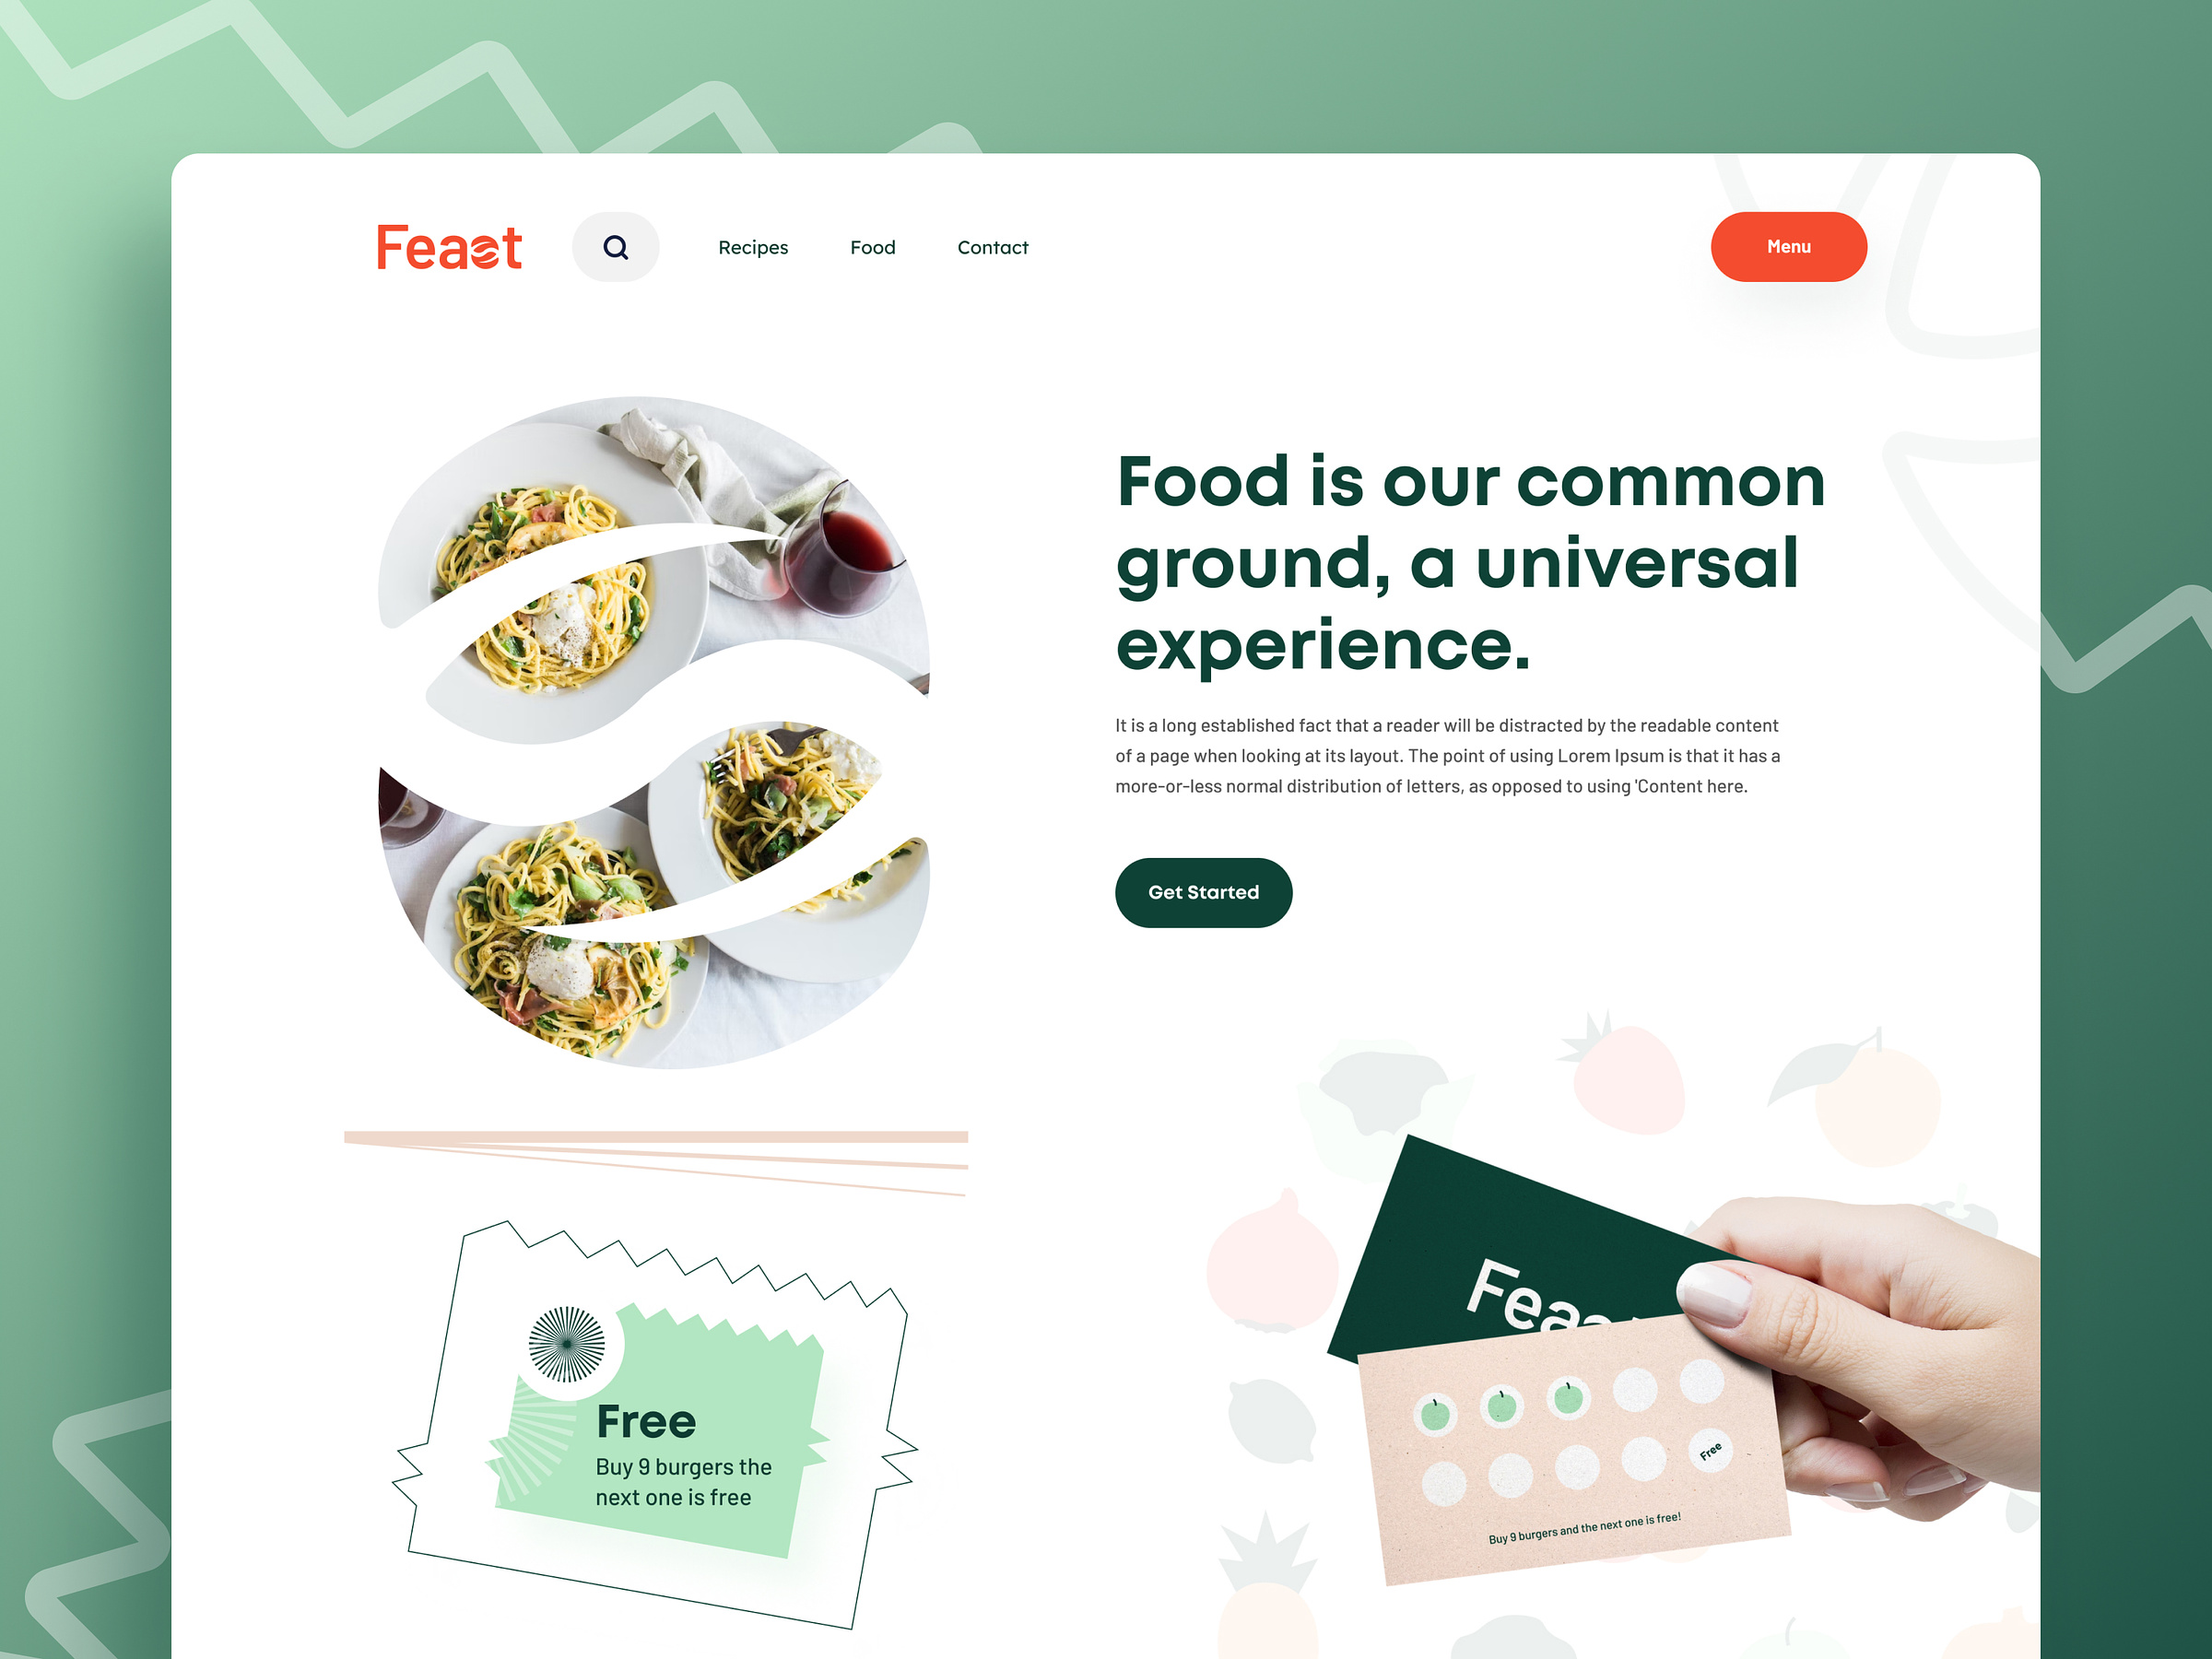 Feast
Recipes
Food
Contact
Menu
Food is our common
ground, a universal
experience.
It is a long established fact that a reader will be distracted by the readable content
of a page when looking at its layout. The point of using Lorem Ipsum is that it has a
more-or-less normal distribution of letters, as opposed to using 'Content here.
Get Started
Free
Buy 9 burgers the
next one is free
Feas
Free
Buy 9 burgers and the next one is free!